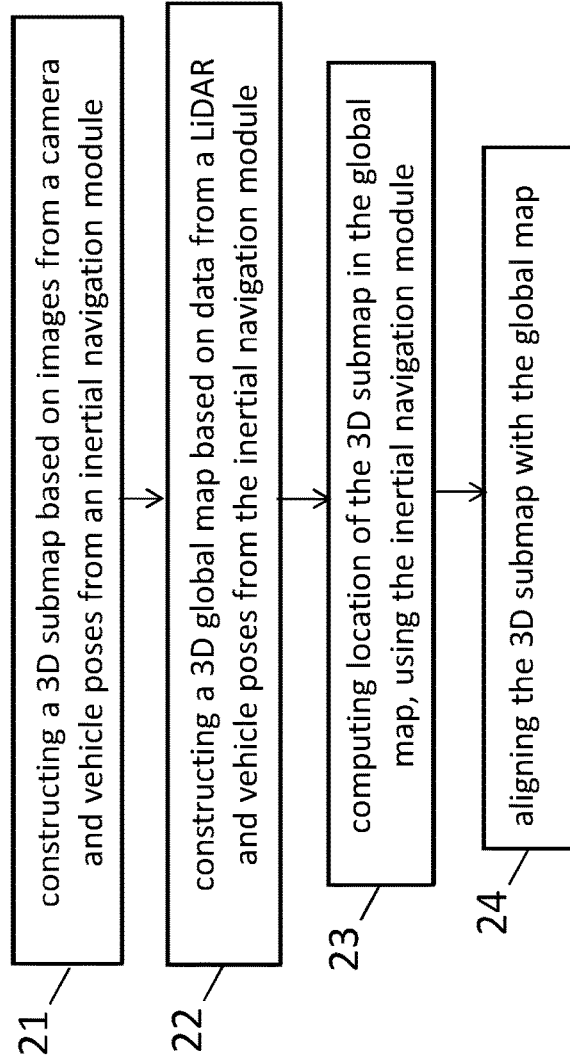 21
constructing a 3D submap based on images from a camera
and vehicle poses from an inertial navigation module
22
constructing a 3D global map based on data from a LiDAR
and vehicle poses from the inertial navigation module
23
computing location of the 3D submap in the global
map, using the inertial navigation module
24
aligning the 3D submap with the global map